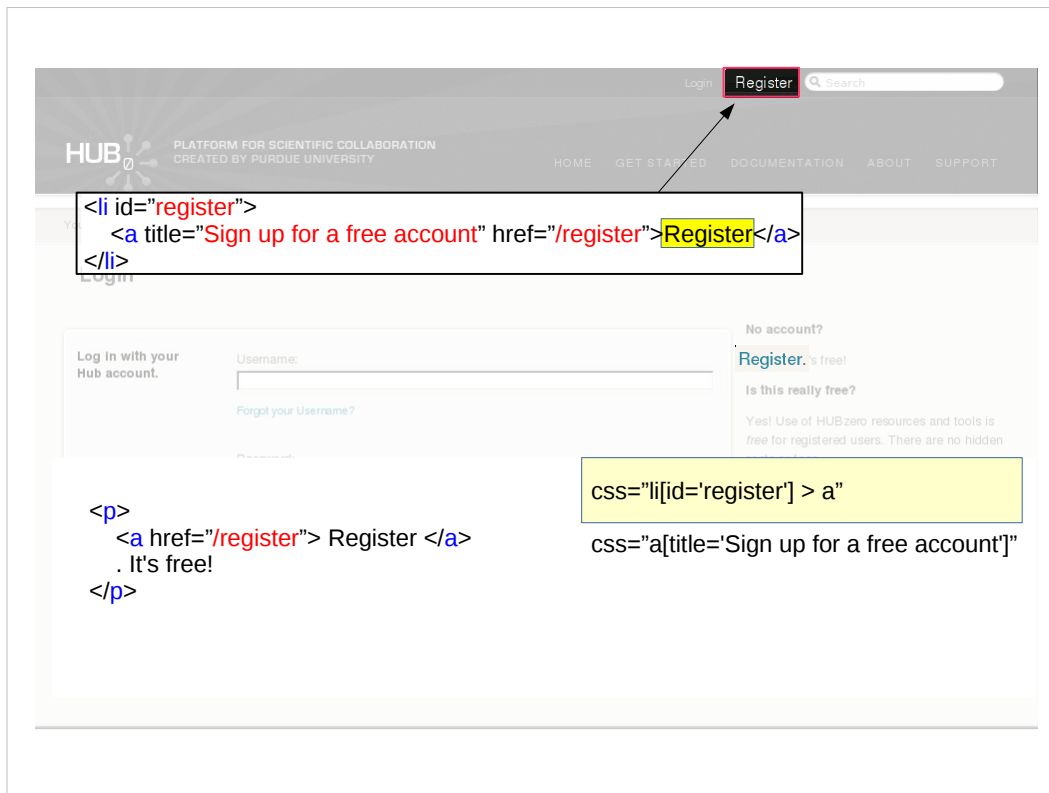 Login Register Search
HUB0 PLATFORM FOR SCIENTIFIC COLLABORATION
CREATED BY PURDUE UNIVERSITY
HOME GET STARTED DOCUMENTATION ABOUT SUPPORT
<li id=”register”>
<a title=”Sign up for a free account” href=”/register”>Register</a>
</li>
Login
No account?
Register. 's free!
Is this really free?
Yes! Use of HUBzero resources and tools is
free for registered users. There are no hidden
Log in with your
Hub account.
Username:
Forgot your Username?
css=”li[id='register'] > a”
css=”a[title='Sign up for a free account']”
<p>
<a href=”/register”> Register </a>
. It's free!
</p>